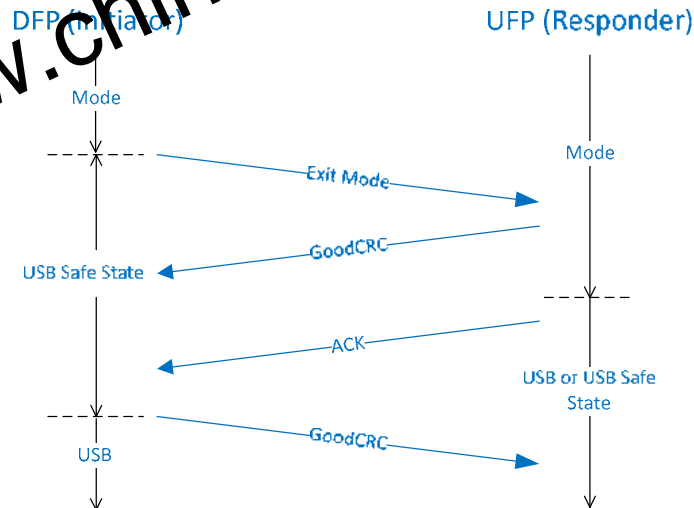 DFP (Initiator)
UFP (Responder)
Mode
Mode
Exit Mode
GoodCRC
USB Safe State
ACK
USB or USB Safe
State
GoodCRC
USB